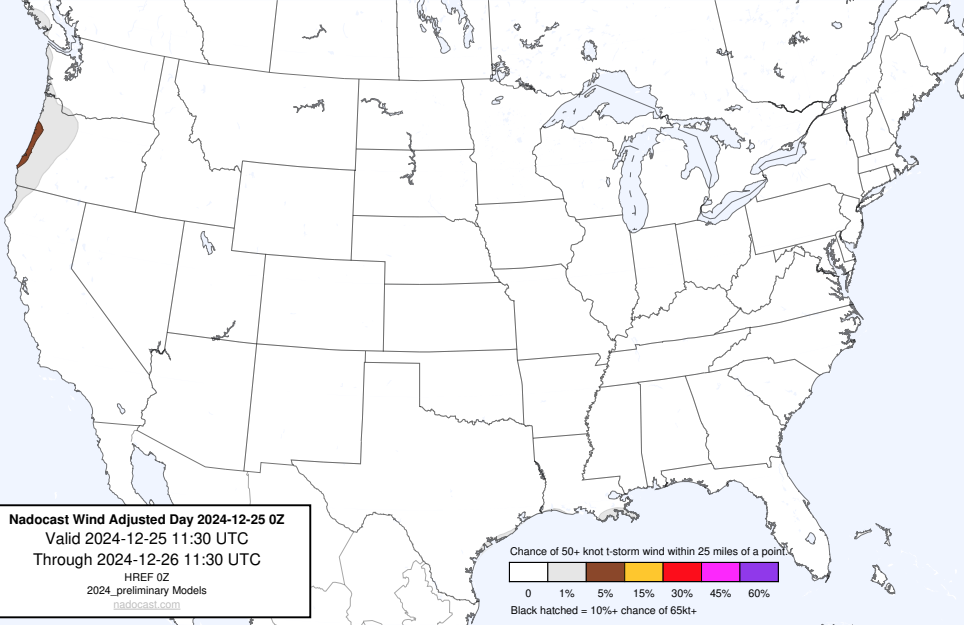 Nadocast Wind Adjusted Day 2024-12-25 0Z
Valid 2024-12-25 11:30 UTC
Through 2024-12-26 11:30 UTC
HREF 0Z
2024_preliminary Models
nadocast.com
Chance of 50+ knot t-storm wind within 25 miles of a point.
0 1% 5% 15% 30% 45% 60%
Black hatched = 10%+ chance of 65kt+